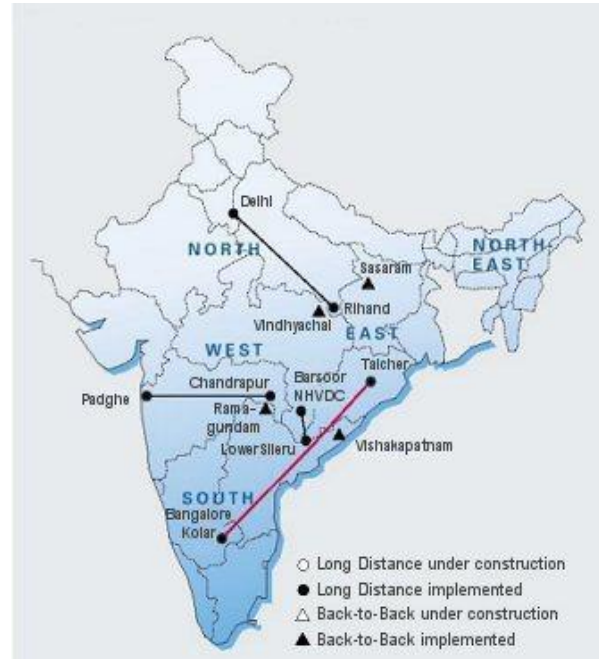 Delhi
NORTH
NORTH-
EAST
Sasaram
Rihand
Vindhyachal
EAST
WEST
Talcher
Chandrapur
Barsoor
NHVDC
Padghe
Rama-
gundam
Lower Sileru
Vishakapatnam
SOUTH
Bangalore
Kolar
○ Long Distance under construction
● Long Distance implemented
△ Back-to-Back under construction
▲ Back-to-Back implemented